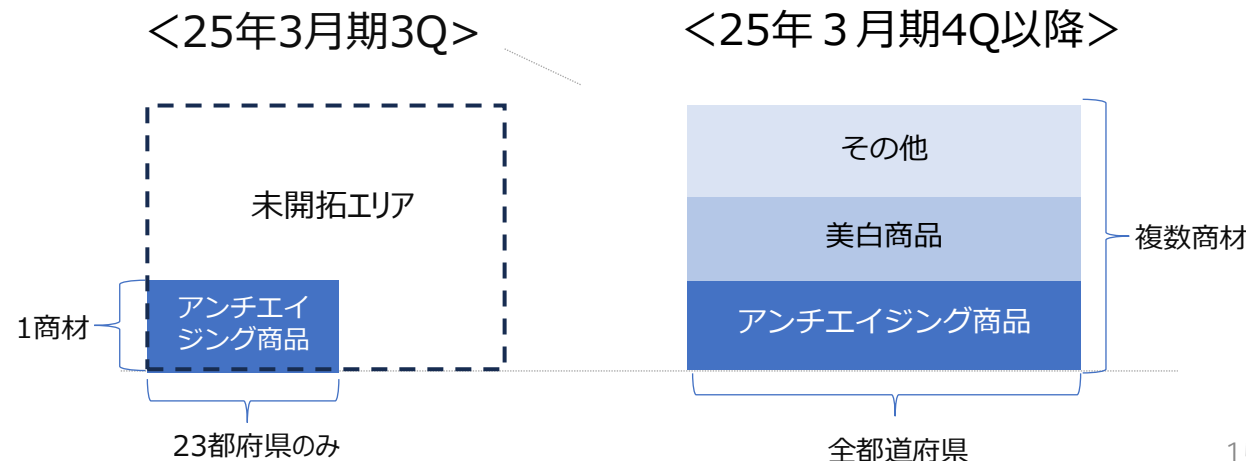 <25年3月期3Q>
<25年３月期4Q以降>
未開拓エリア
1商材
アンチエイ
ジング商品
23都府県のみ
その他
美白商品
アンチエイジング商品
複数商材
全都道府県